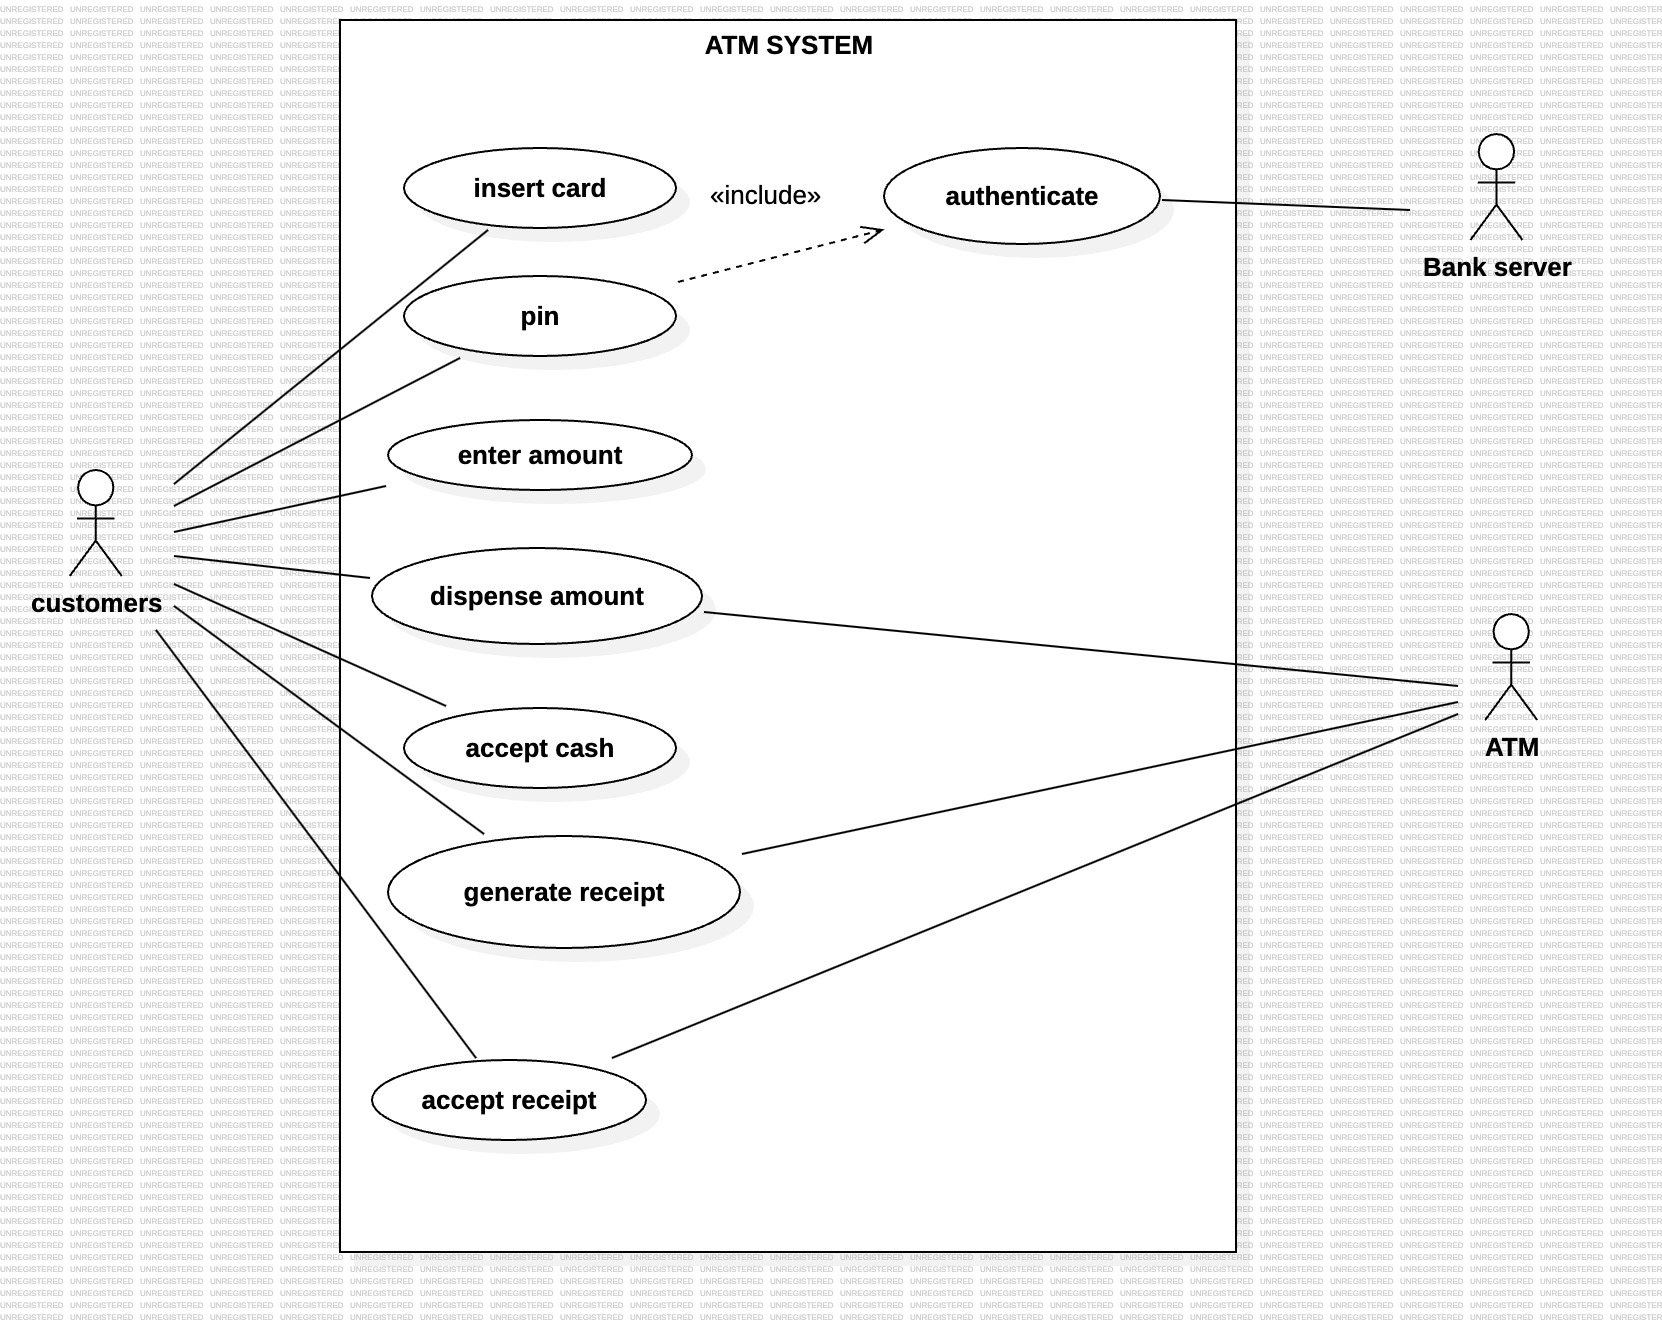 ATM SYSTEM
insert card
«include»
authenticate
Bank server
pin
enter amount
customers
dispense amount
ATM
accept cash
generate receipt
accept receipt
UNREGISTERED